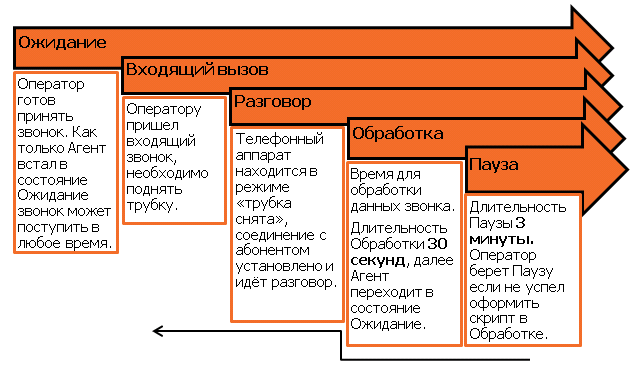 Ожидание
Оператор
готов
принять
звонок. Как
только Агент
встал в
состояние
Ожидание
звонок может
поступить в
любое время.
Входящий вызов
Оператору
пришел
входящий
звонок,
необходимо
поднять
трубку.
Разговор
Телефонный
аппарат
находится в
режиме
«трубка
снята»,
соединение с
абонентом
установлено и
идёт разговор.
Обработка
Время для
обработки
данных звонка.
Длительность
Обработки 30
секунд, далее
Агент
переходит в
состояние
Ожидание.
Пауза
Длительность
Паузы 3
минуты.
Оператор
берет Паузу
если не успел
оформить
скрипт в
Обработке.